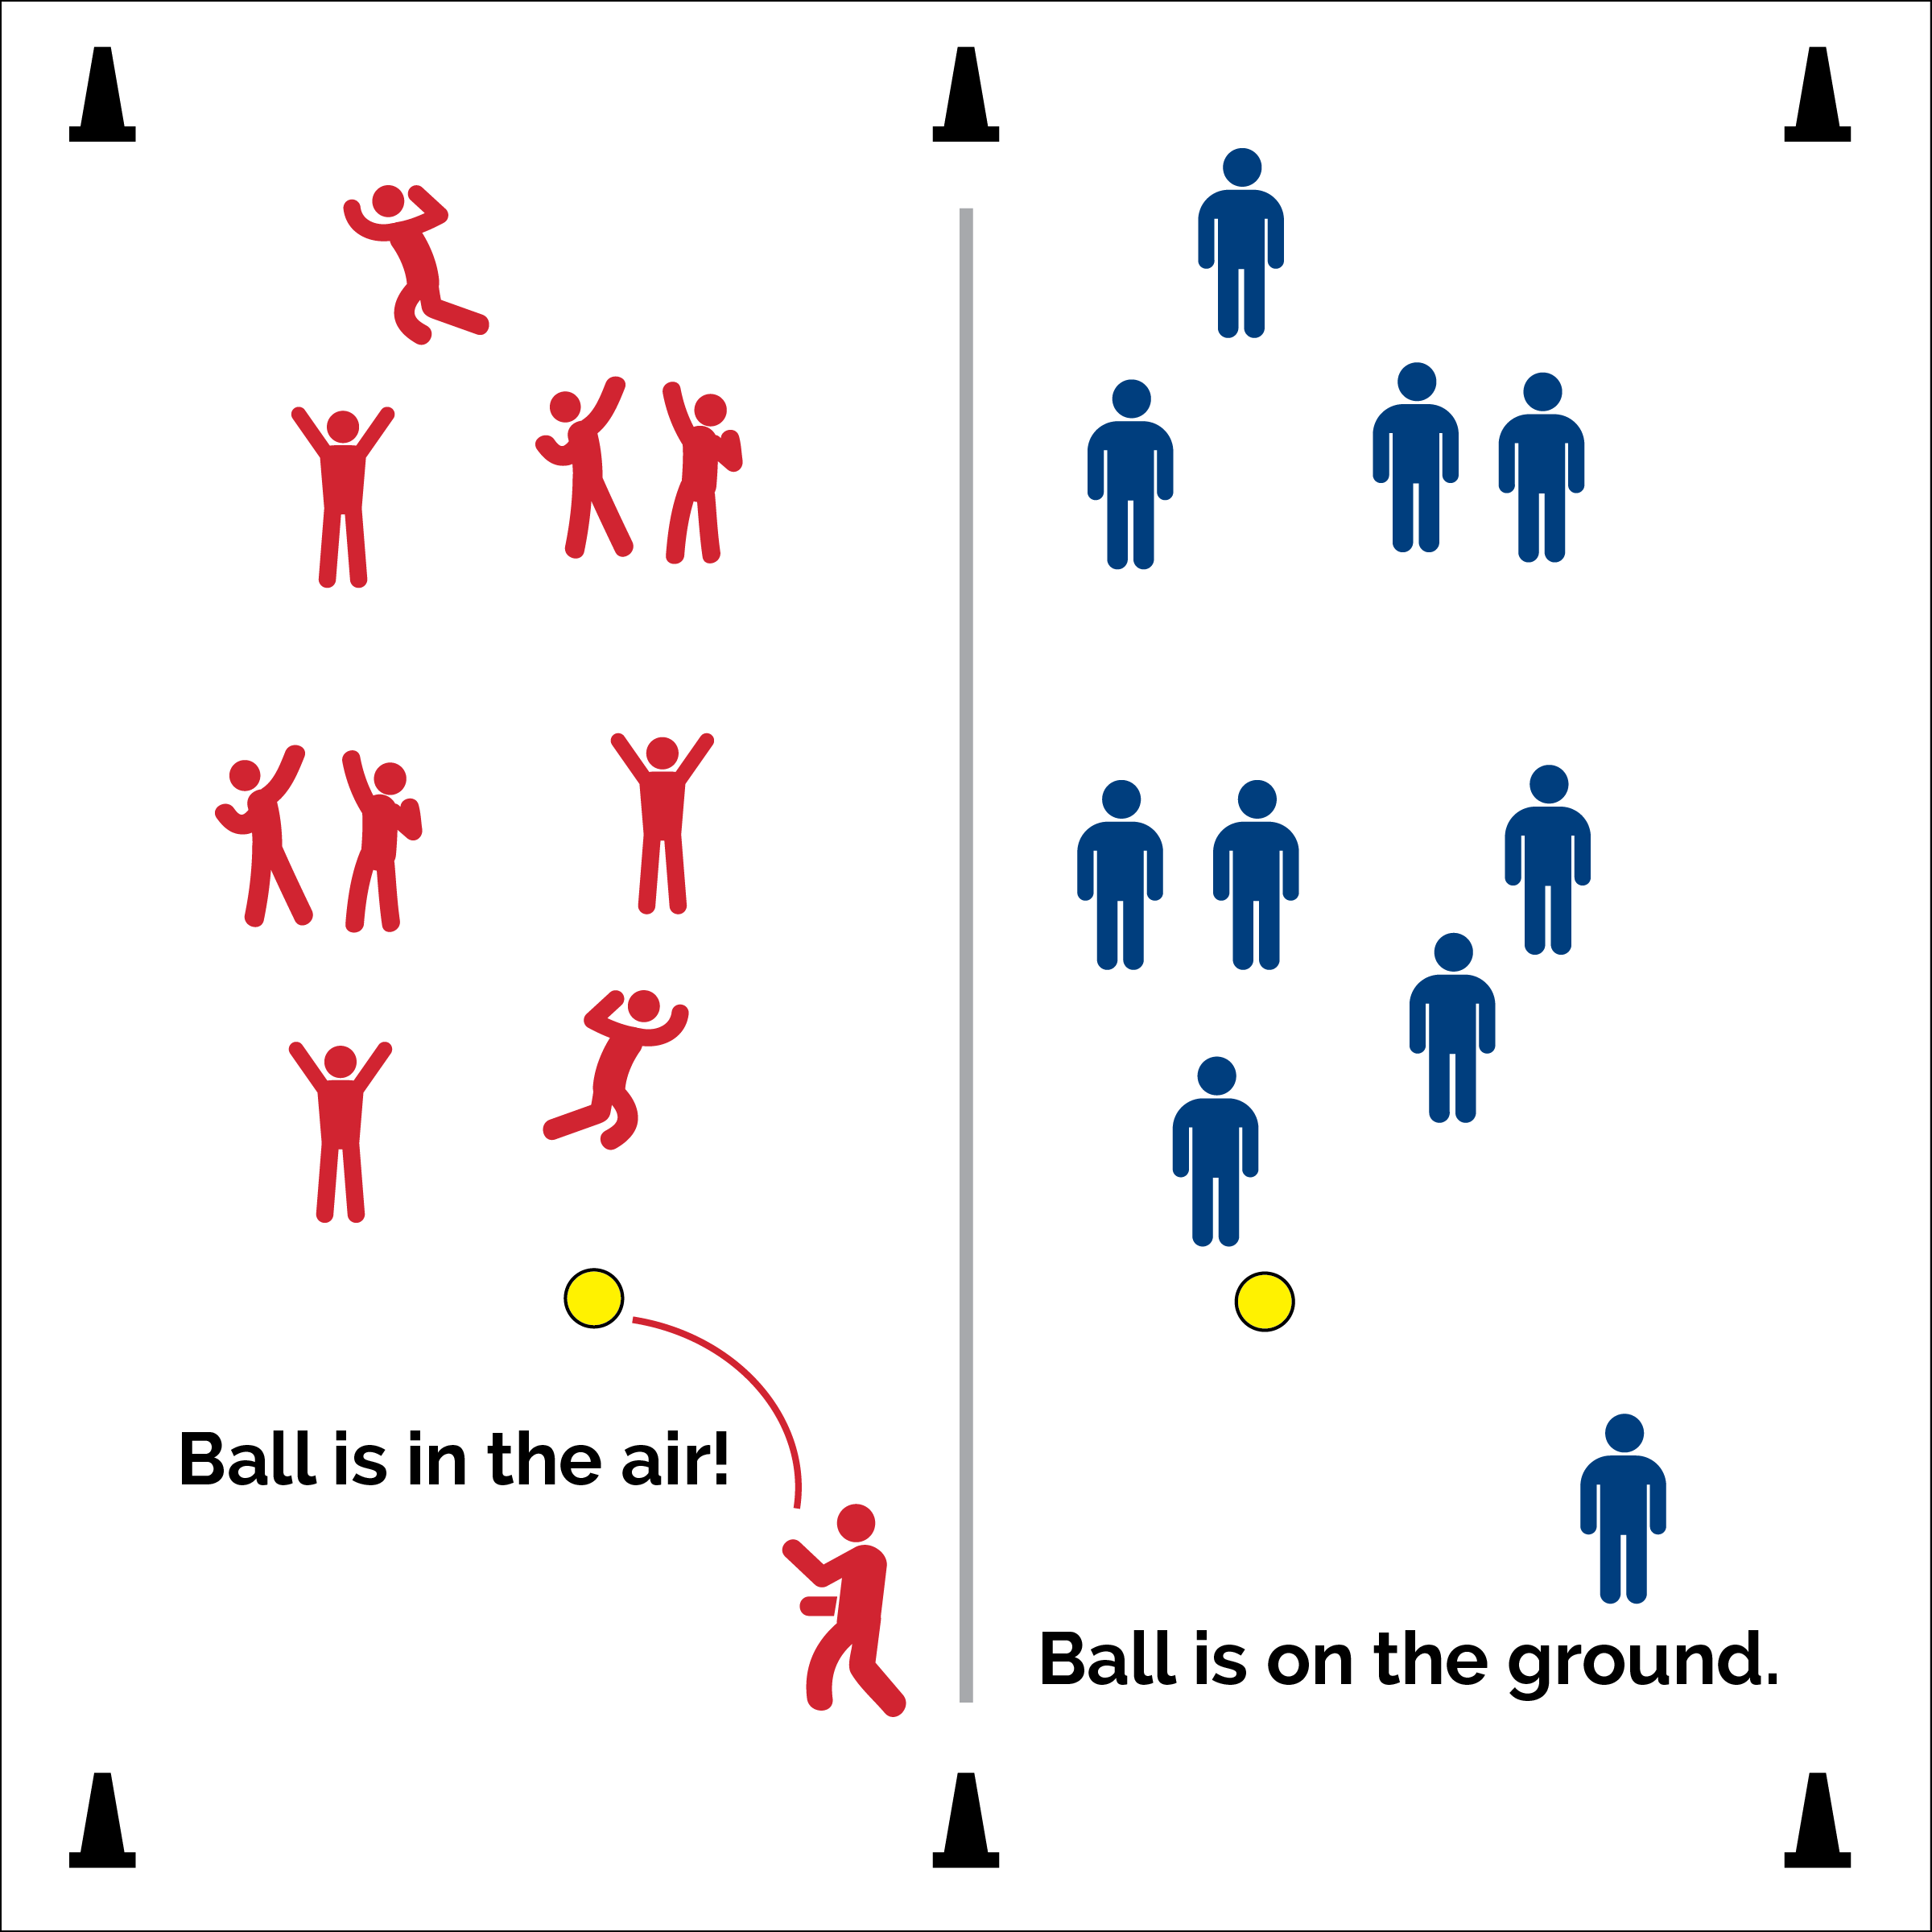 Ball is in the air!
Ball is on the ground.